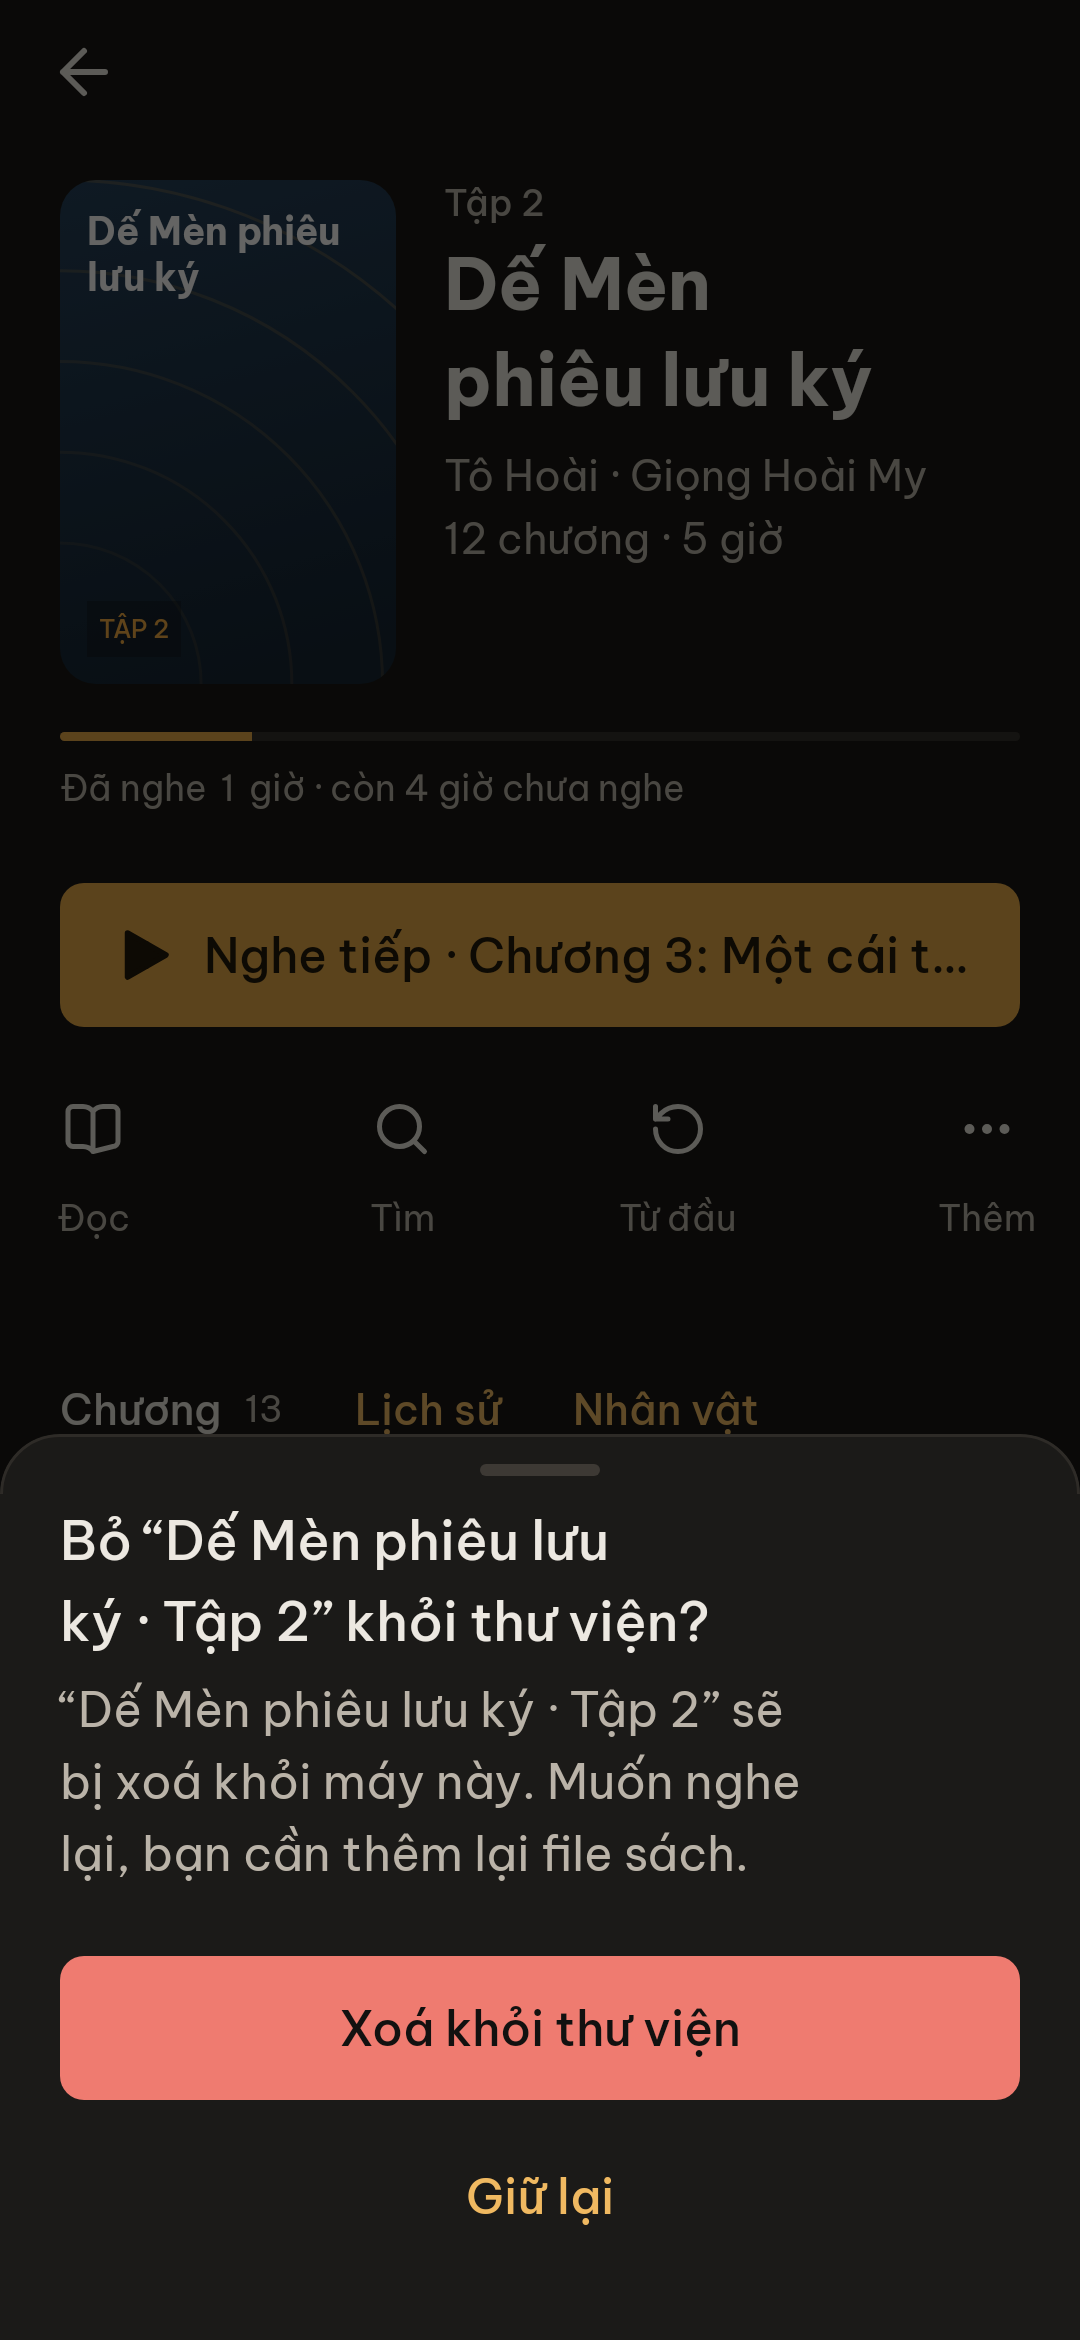 Dế Mèn phiêu
lưu ký
TẬP 2
Tập 2
Dế Mèn
phiêu lưu ký
Tô Hoài · Giọng Hoài My
12 chương · 5 giờ
Đã nghe 1 giờ · còn 4 giờ chưa nghe
Nghe tiếp · Chương 3: Một cái t...
Đọc
Tìm
Từ đầu
Thêm
Chương 13
Lịch sử
Nhân vật
Bỏ “Dế Mèn phiêu lưu
ký · Tập 2” khỏi thư viện?
“Dế Mèn phiêu lưu ký · Tập 2” sẽ
bị xoá khỏi máy này. Muốn nghe
lại, bạn cần thêm lại file sách.
Xoá khỏi thư viện
Giữ lại